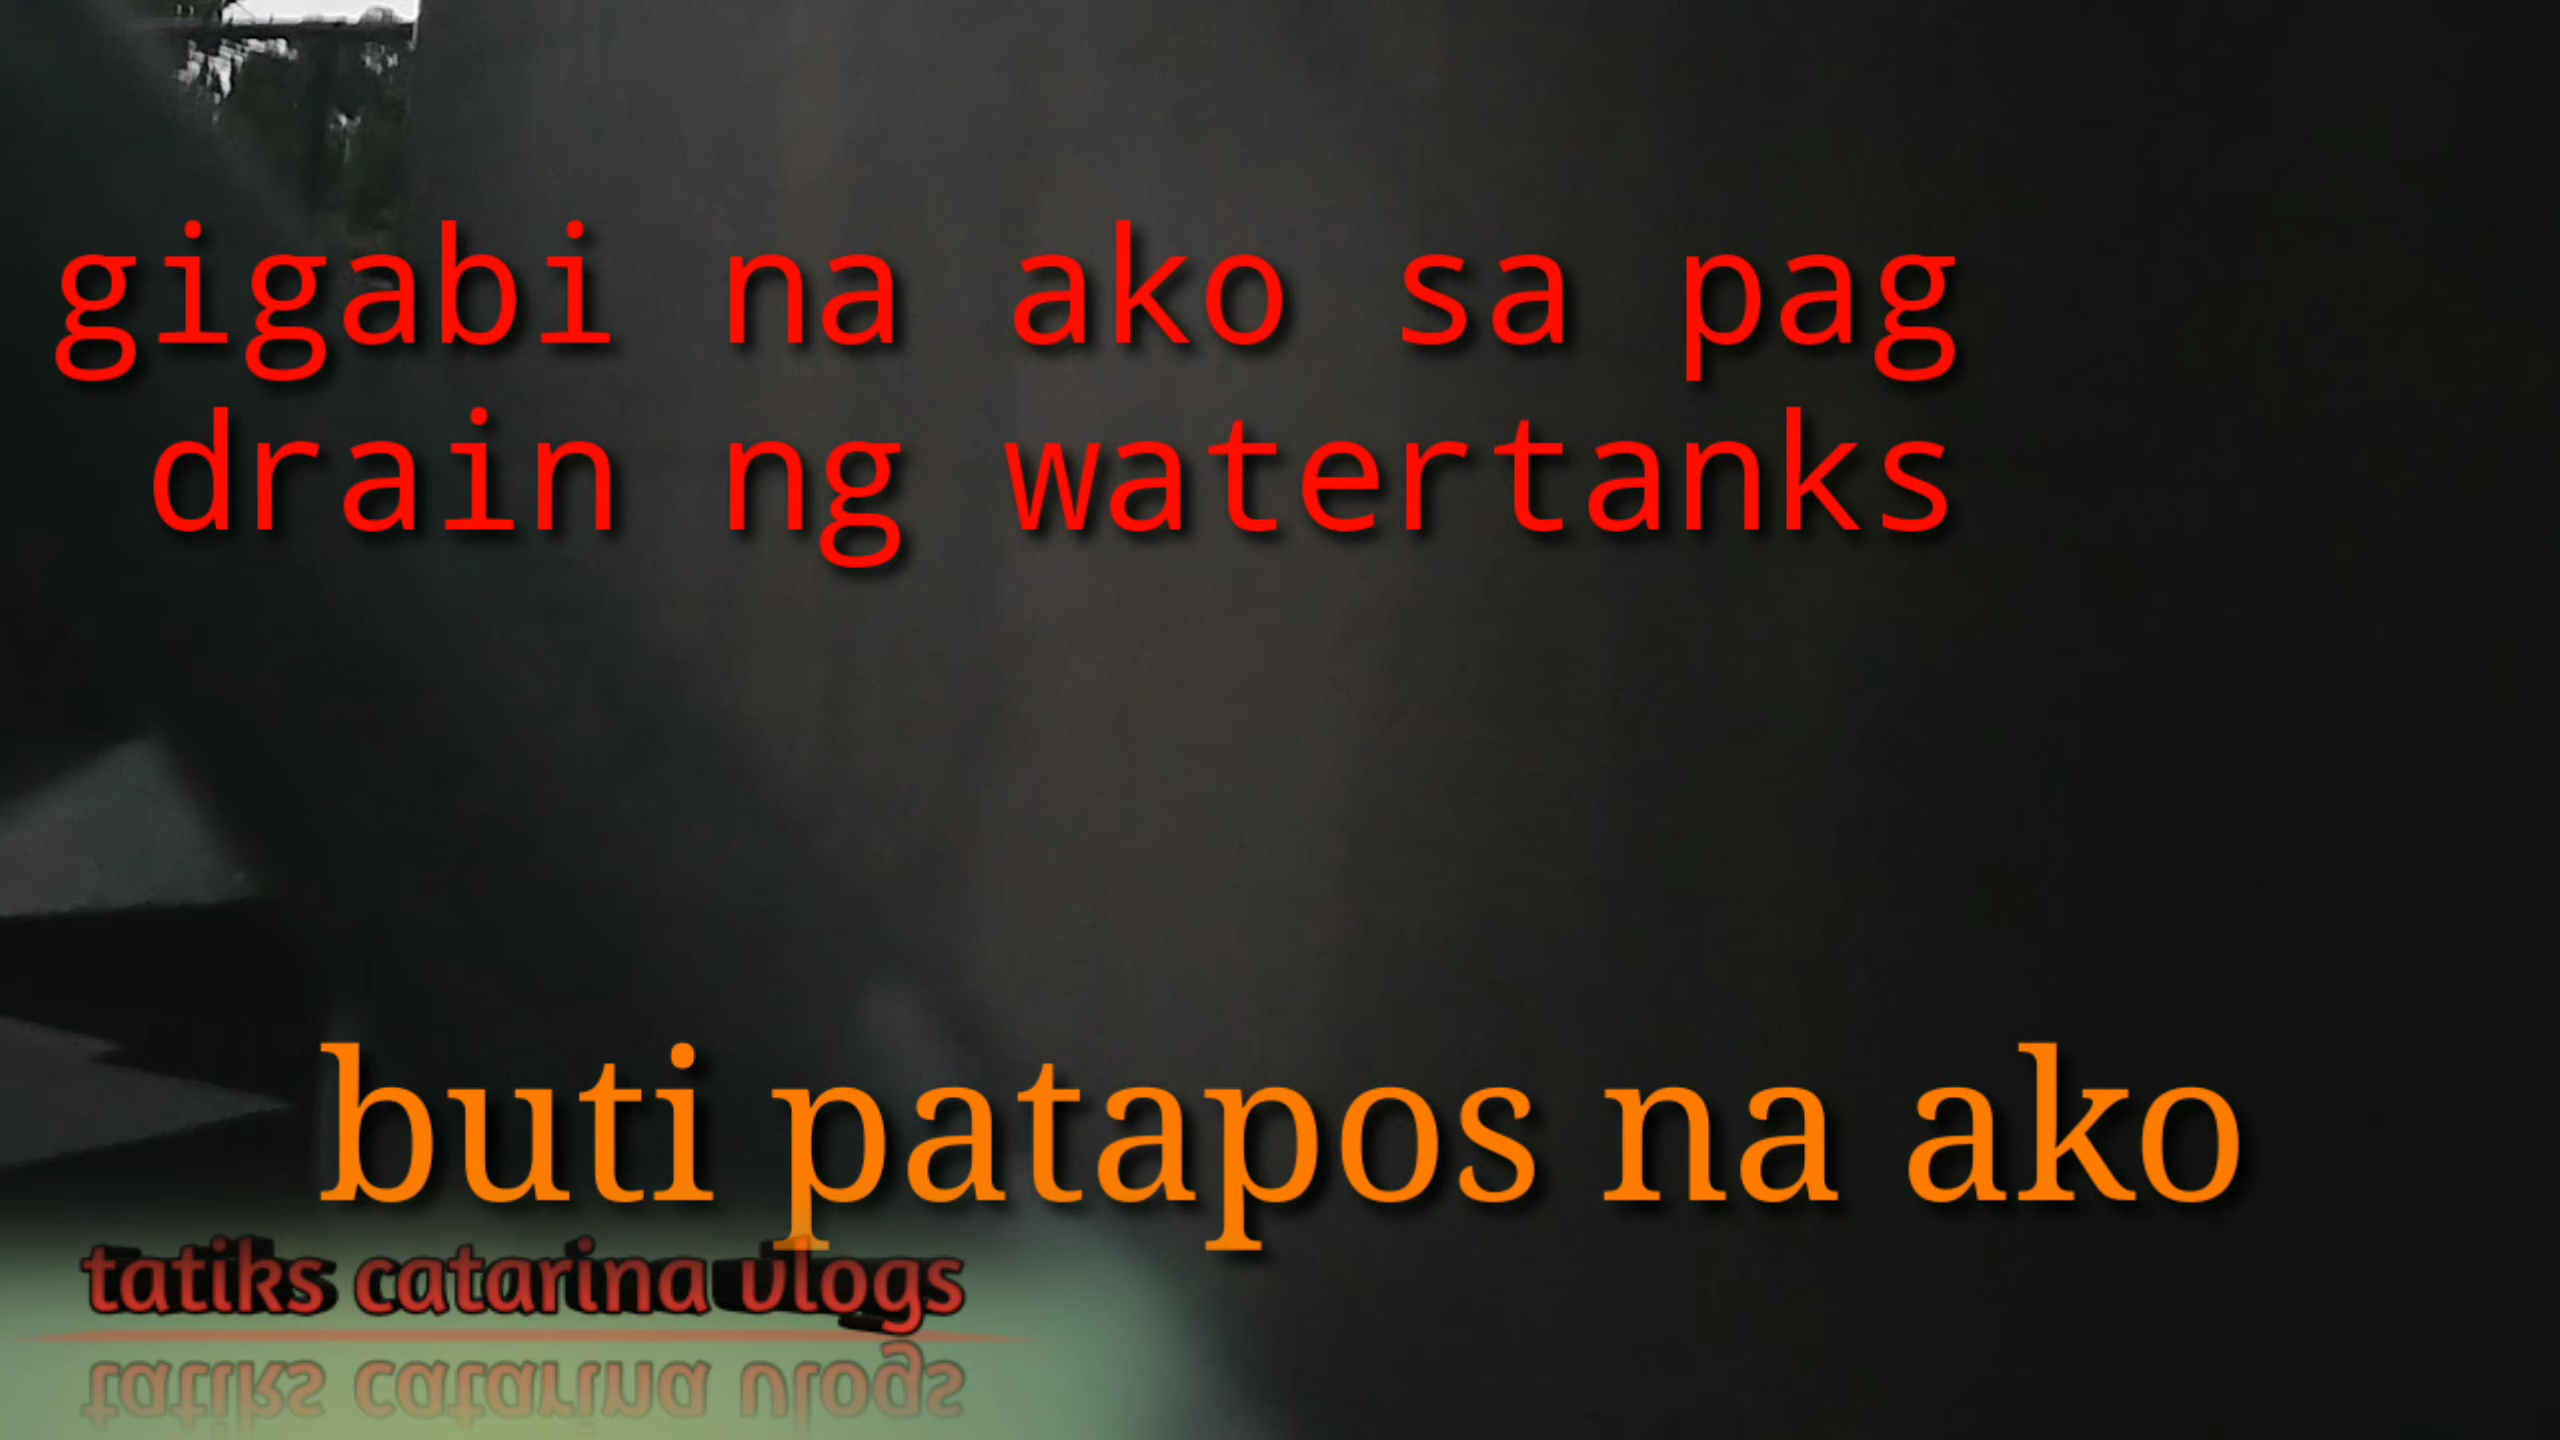 gigabi na ako sa pag
drain ng watertanks
buti patapos na ako
tatiks catarina vlogs